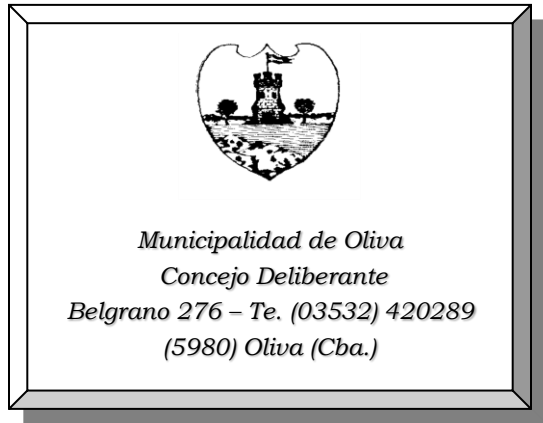 Municipalidad de Oliva
Concejo Deliberante
Belgrano 276 – Te. (03532) 420289
(5980) Oliva (Cba.)